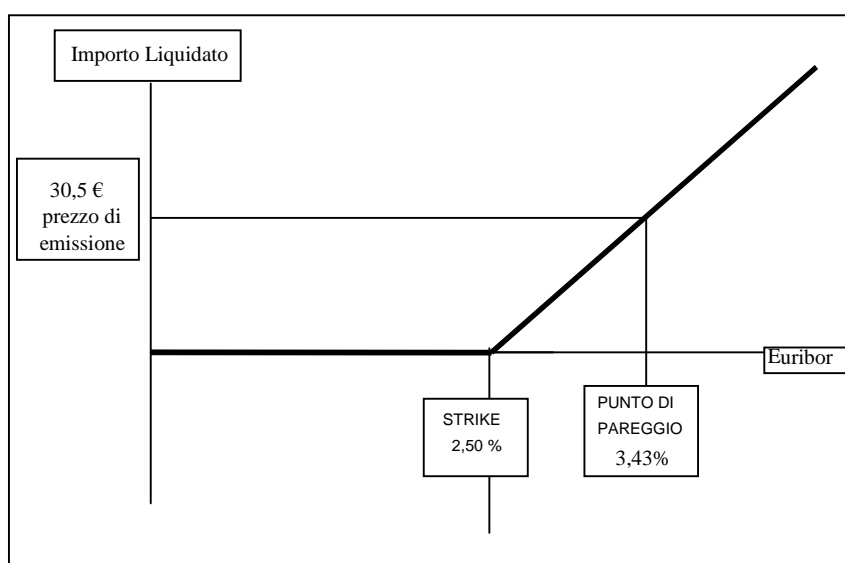 Importo Liquidato
30,5 €
prezzo di
emissione
Euribor
STRIKE
2,50 %
PUNTO DI
PAREGGIO
3,43%